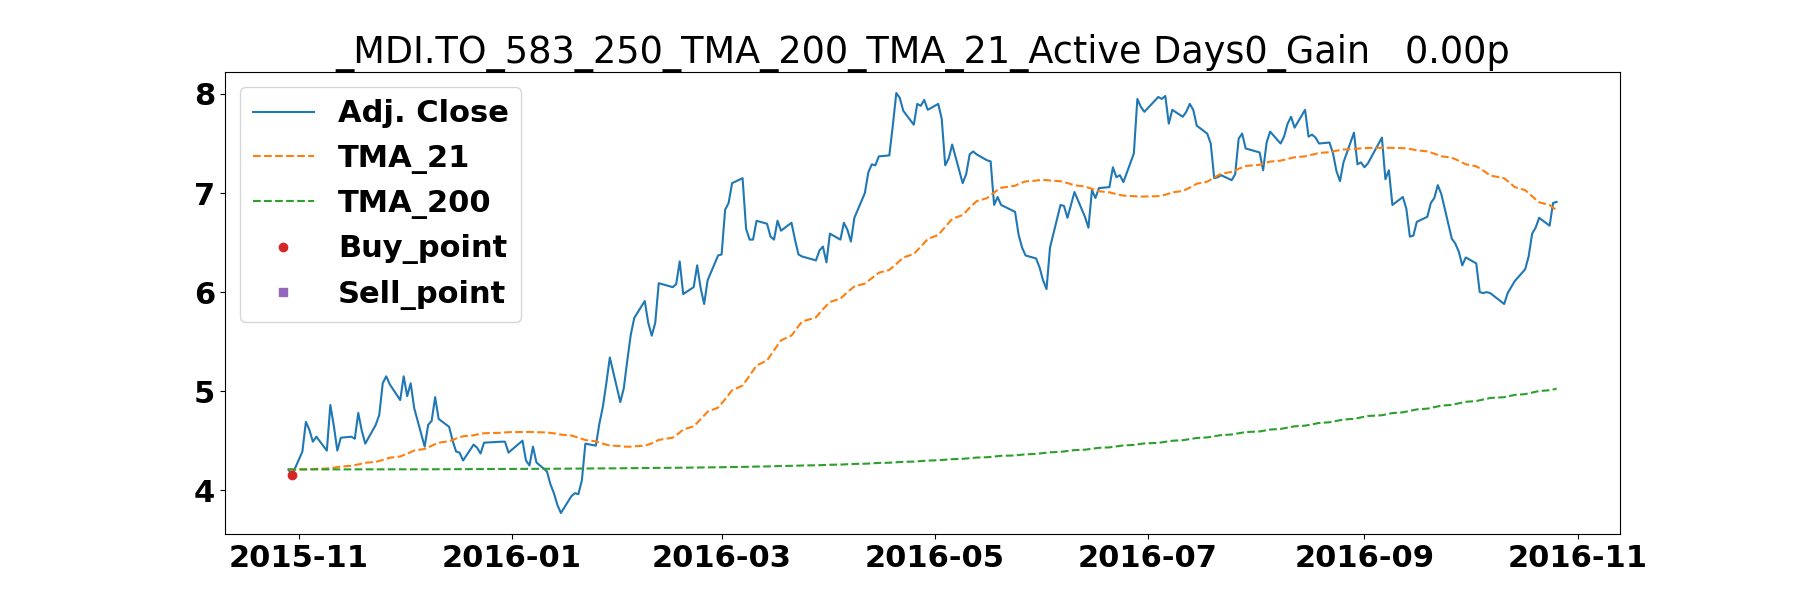 _MDI.TO_583_250_TMA_200_TMA_21_Active Days0_Gain   0.00p
8
7
6
5
4
Adj. Close
TMA_21
TMA_200
Buy_point
Sell_point
2015-11 2016-01 2016-03 2016-05 2016-07 2016-09 2016-11